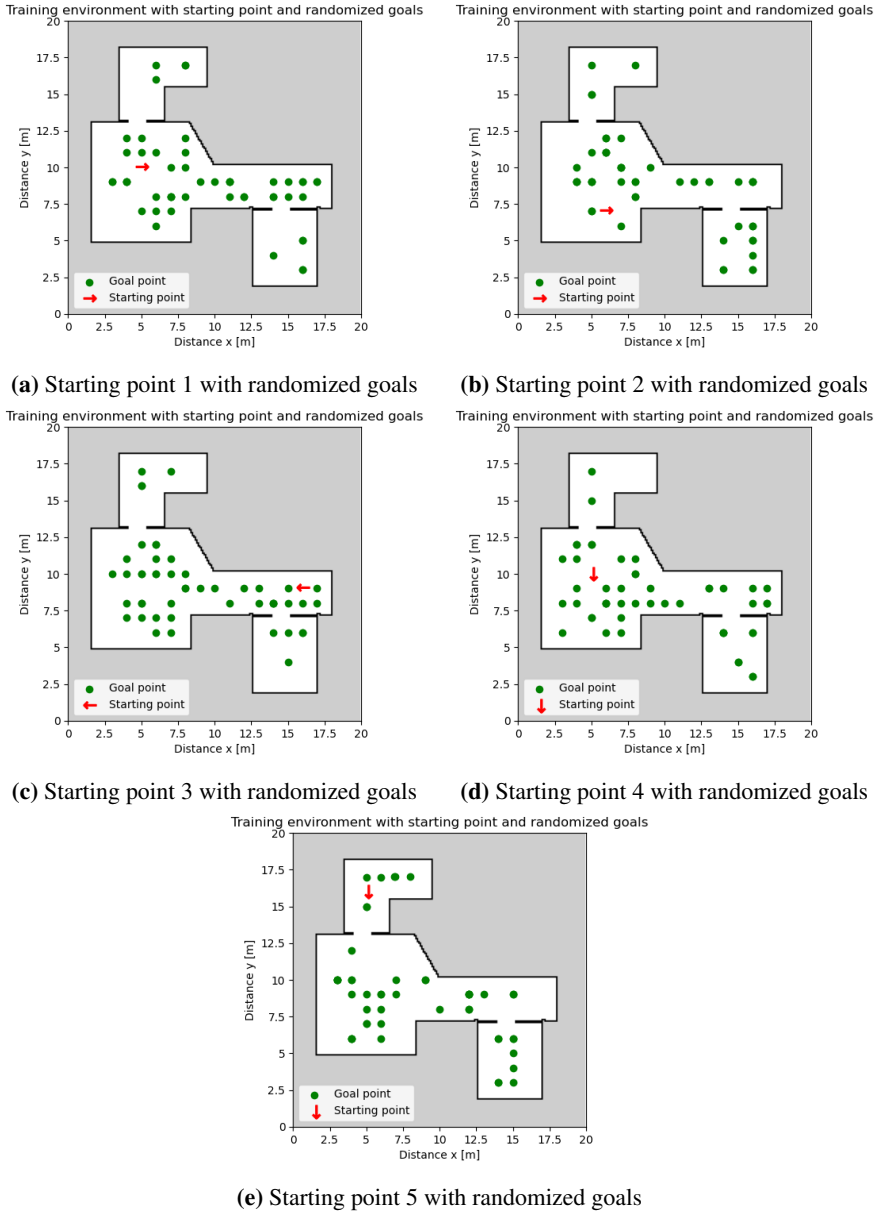 Training environment with starting point and randomized goals
20
17.5
15
12.5
10
7.5
5
2.5
0
Distance y [m]
Goal point
Starting point
0 2.5 5 7.5 10 12.5 15 17.5 20
Distance x [m]
(a) Starting point 1 with randomized goals
Training environment with starting point and randomized goals
20
17.5
15
12.5
10
7.5
5
2.5
0
Distance y [m]
Goal point
Starting point
0 2.5 5 7.5 10 12.5 15 17.5 20
Distance x [m]
(b) Starting point 2 with randomized goals
Training environment with starting point and randomized goals
20
17.5
15
12.5
10
7.5
5
2.5
0
Distance y [m]
Goal point
Starting point
0 2.5 5 7.5 10 12.5 15 17.5 20
Distance x [m]
(c) Starting point 3 with randomized goals
Training environment with starting point and randomized goals
20
17.5
15
12.5
10
7.5
5
2.5
0
Distance y [m]
Goal point
Starting point
0 2.5 5 7.5 10 12.5 15 17.5 20
Distance x [m]
(d) Starting point 4 with randomized goals
Training environment with starting point and randomized goals
20
17.5
15
12.5
10
7.5
5
2.5
0
Distance y [m]
Goal point
Starting point
0 2.5 5 7.5 10 12.5 15 17.5 20
Distance x [m]
(e) Starting point 5 with randomized goals